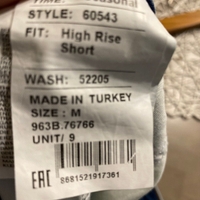 STYLE: 60543
FIT: High Rise
Short
WASH: 52205
MADE IN TURKEY
SIZE : M
963B.76766
UNIT/ 9
EAC
8681521917361